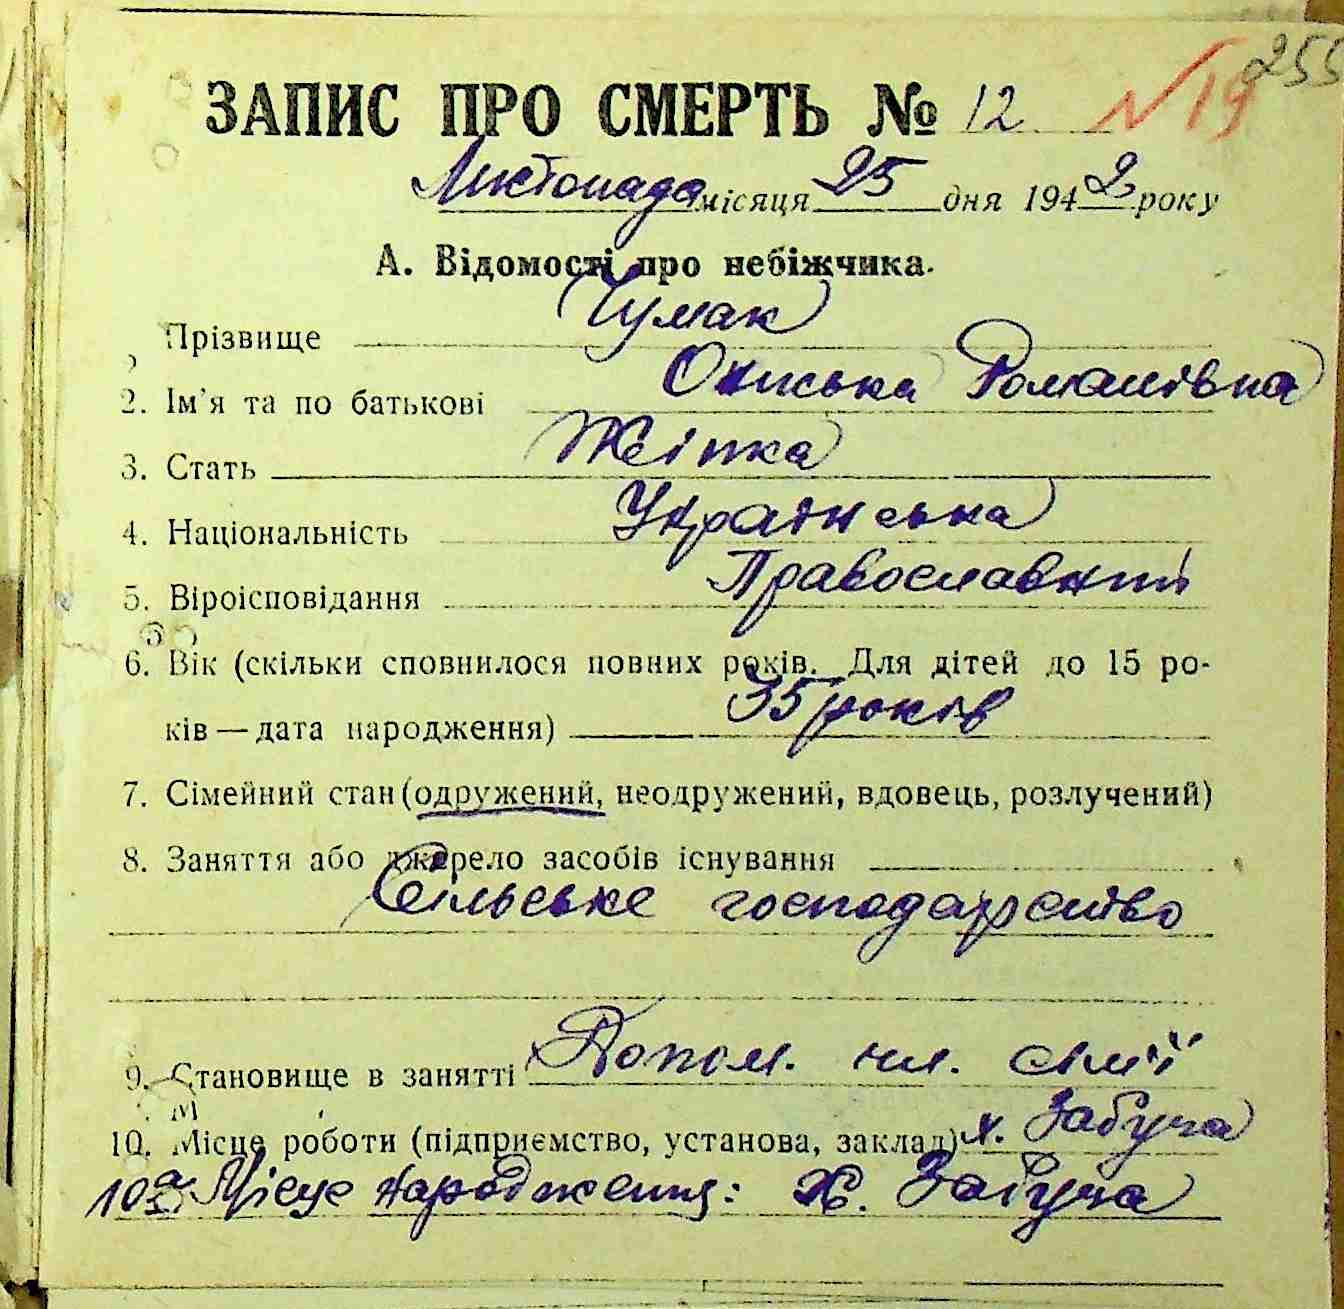 255
ЗАПИС ПРО СМЕРТЬ № 12 №19
Листопада місяця 25 дня 1942 року
А. Відомості про небіжчика.
Прізвище Чумак
2. Ім'я та по батькові Ониська Романівна
3. Стать Жінка
4. Національність Українська
5. Віроісповідання Православний
6. Вік (скільки сповнилося повних років. Для дітей до 15 ро-
ків — дата народження) 35 років
7. Сімейний стан (одружений, неодружений, вдовець, розлучений)
8. Заняття або джерело засобів існування
Сільське господарство
9. Становище в занятті Допом. чл. сім'ї
10. Місце роботи (підприємство, установа, заклад) х. Забуча
10а Місце народження: х. Забуча